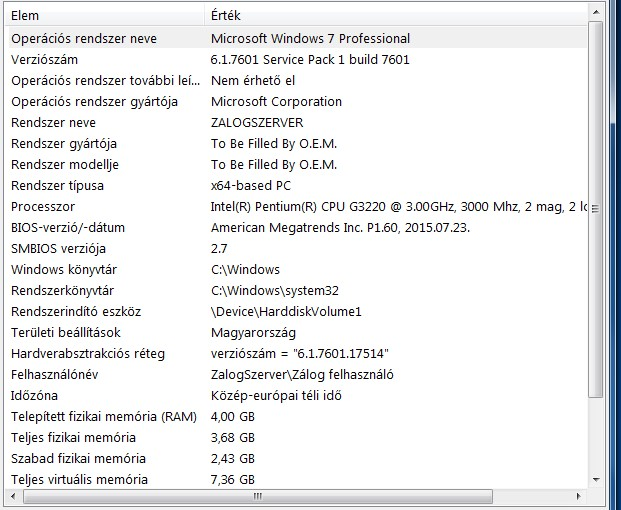 Elem Érték
Operációs rendszer neve Microsoft Windows 7 Professional
Verziószám 6.1.7601 Service Pack 1 build 7601
Operációs rendszer további leí... Nem érhető el
Operációs rendszer gyártója Microsoft Corporation
Rendszer neve ZALOGSZERVER
Rendszer gyártója To Be Filled By O.E.M.
Rendszer modellje To Be Filled By O.E.M.
Rendszer típusa x64-based PC
Processzor Intel(R) Pentium(R) CPU G3220 @ 3.00GHz, 3000 Mhz, 2 mag, 2 lo
BIOS-verzió/-dátum American Megatrends Inc. P1.60, 2015.07.23.
SMBIOS verziója 2.7
Windows könyvtár C:\Windows
Rendszerkönyvtár C:\Windows\system32
Rendszerindító eszköz \Device\HarddiskVolume1
Területi beállítások Magyarország
Hardverabsztrakciós réteg verziószám = "6.1.7601.17514"
Felhasználónév ZalogSzerver\Zálog felhasználó
Időzóna Közép-európai téli idő
Telepített fizikai memória (RAM) 4,00 GB
Teljes fizikai memória 3,68 GB
Szabad fizikai memória 2,43 GB
Teljes virtuális memória 7,36 GB